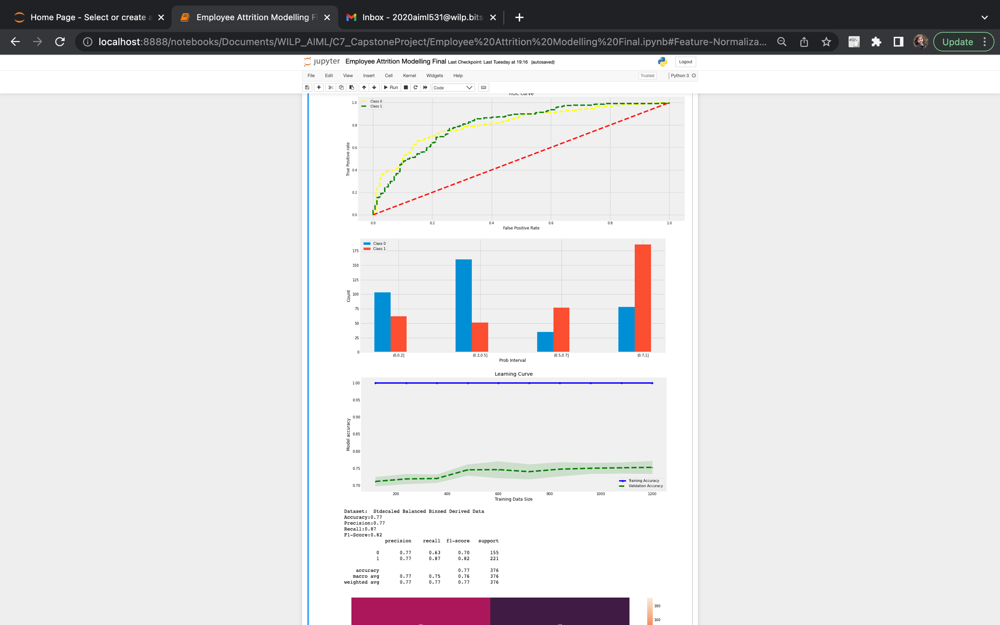 Home Page - Select or create a
Employee Attrition Modelling Fi
Inbox - 2020aiml531@wilp.bits
localhost:8888/notebooks/Documents/WILP_AIML/C7_CapstoneProject/Employee%20Attrition%20Modelling%20Final.ipynb#Feature-Normaliza...
Update
jupyter Employee Attrition Modelling Final Last Checkpoint: Last Tuesday at 19:16 (autosaved)
Logout
File Edit View Insert Cell Kernel Widgets Help
Trusted
Python 3
Run
Code
ROC curve
Class 0
Class 1
1.0
0.8
0.6
0.4
0.2
0.0
True Positive rate
0.0 0.2 0.4 0.6 0.8 1.0
False Positive Rate
Class 0
Class 1
175
150
125
100
75
50
25
0
Count
(0,0.2] (0.2,0.5] (0.5,0.7] (0.7,1]
Prob Interval
Learning Curve
1.00
0.95
0.90
0.85
0.80
0.75
0.70
Model accuracy
Training Accuracy
Validation Accuracy
200 400 600 800 1000 1200
Training Data Size
Dataset:  Stdscaled Balanced Binned Derived Data
Accuracy:0.77
Precision:0.77
Recall:0.87
F1-Score:0.82
precision recall f1-score support
0 0.77 0.63 0.70 155
1 0.77 0.87 0.82 221
accuracy 0.77 376
macro avg 0.77 0.75 0.76 376
weighted avg 0.77 0.77 0.77 376
180
160